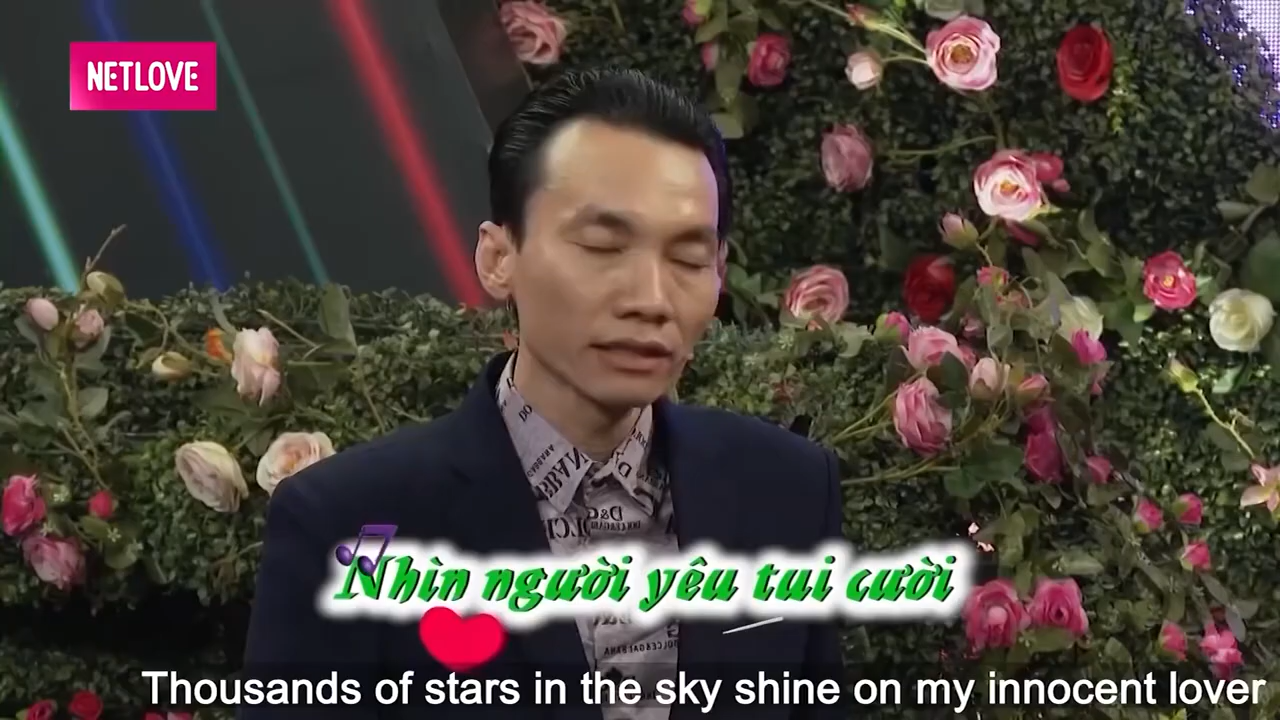 NETLOVE
D&G
Nhìn người yêu tui cười
Thousands of stars in the sky shine on my innocent lover